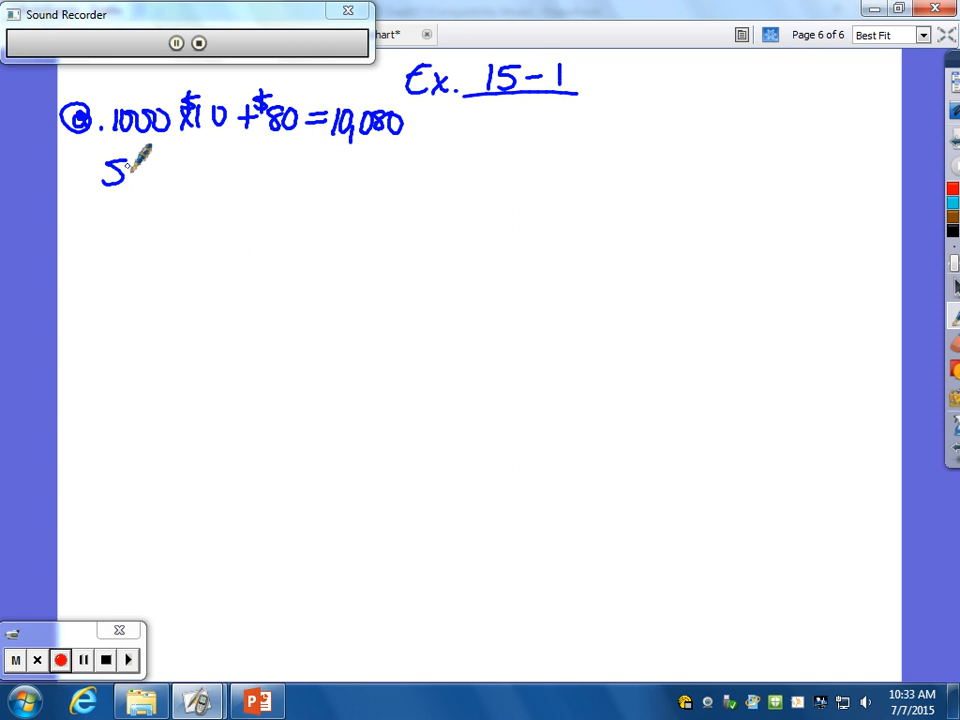 Sound Recorder
hart*
Page 6 of 6
Best Fit
Ex. 15-1
a. 1000 x $10 + $80 = 10,080
5
M
10:33 AM
7/7/2015